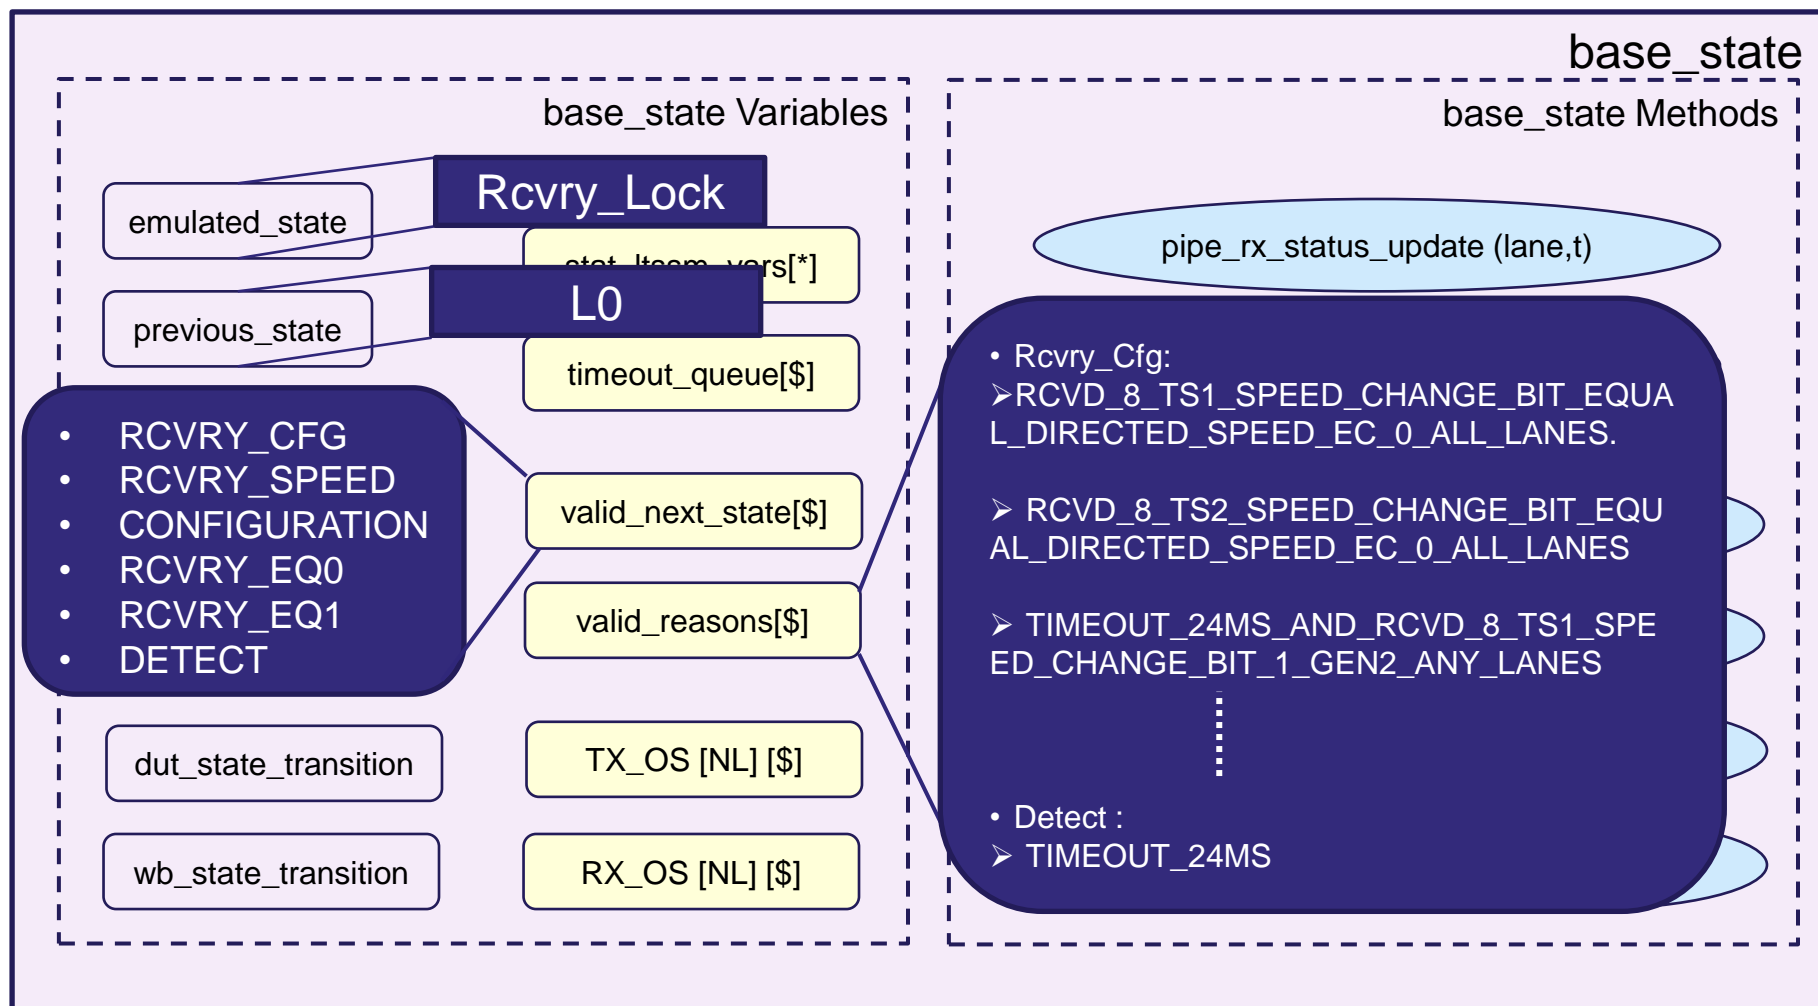 base_state
base_state Variables
Rcvry_Lock
emulated_state
L0
previous_state
timeout_queue[$]
• RCVRY_CFG
• RCVRY_SPEED
• CONFIGURATION
• RCVRY_EQ0
• RCVRY_EQ1
• DETECT
valid_next_state[$]
valid_reasons[$]
dut_state_transition
TX_OS [NL] [$]
wb_state_transition
RX_OS [NL] [$]
base_state Methods
pipe_rx_status_update (lane,t)
• Rcvry_Cfg:
➢RCVD_8_TS1_SPEED_CHANGE_BIT_EQUA
L_DIRECTED_SPEED_EC_0_ALL_LANES.
➢ RCVD_8_TS2_SPEED_CHANGE_BIT_EQU
AL_DIRECTED_SPEED_EC_0_ALL_LANES
➢ TIMEOUT_24MS_AND_RCVD_8_TS1_SPE
ED_CHANGE_BIT_1_GEN2_ANY_LANES
• Detect :
➢ TIMEOUT_24MS